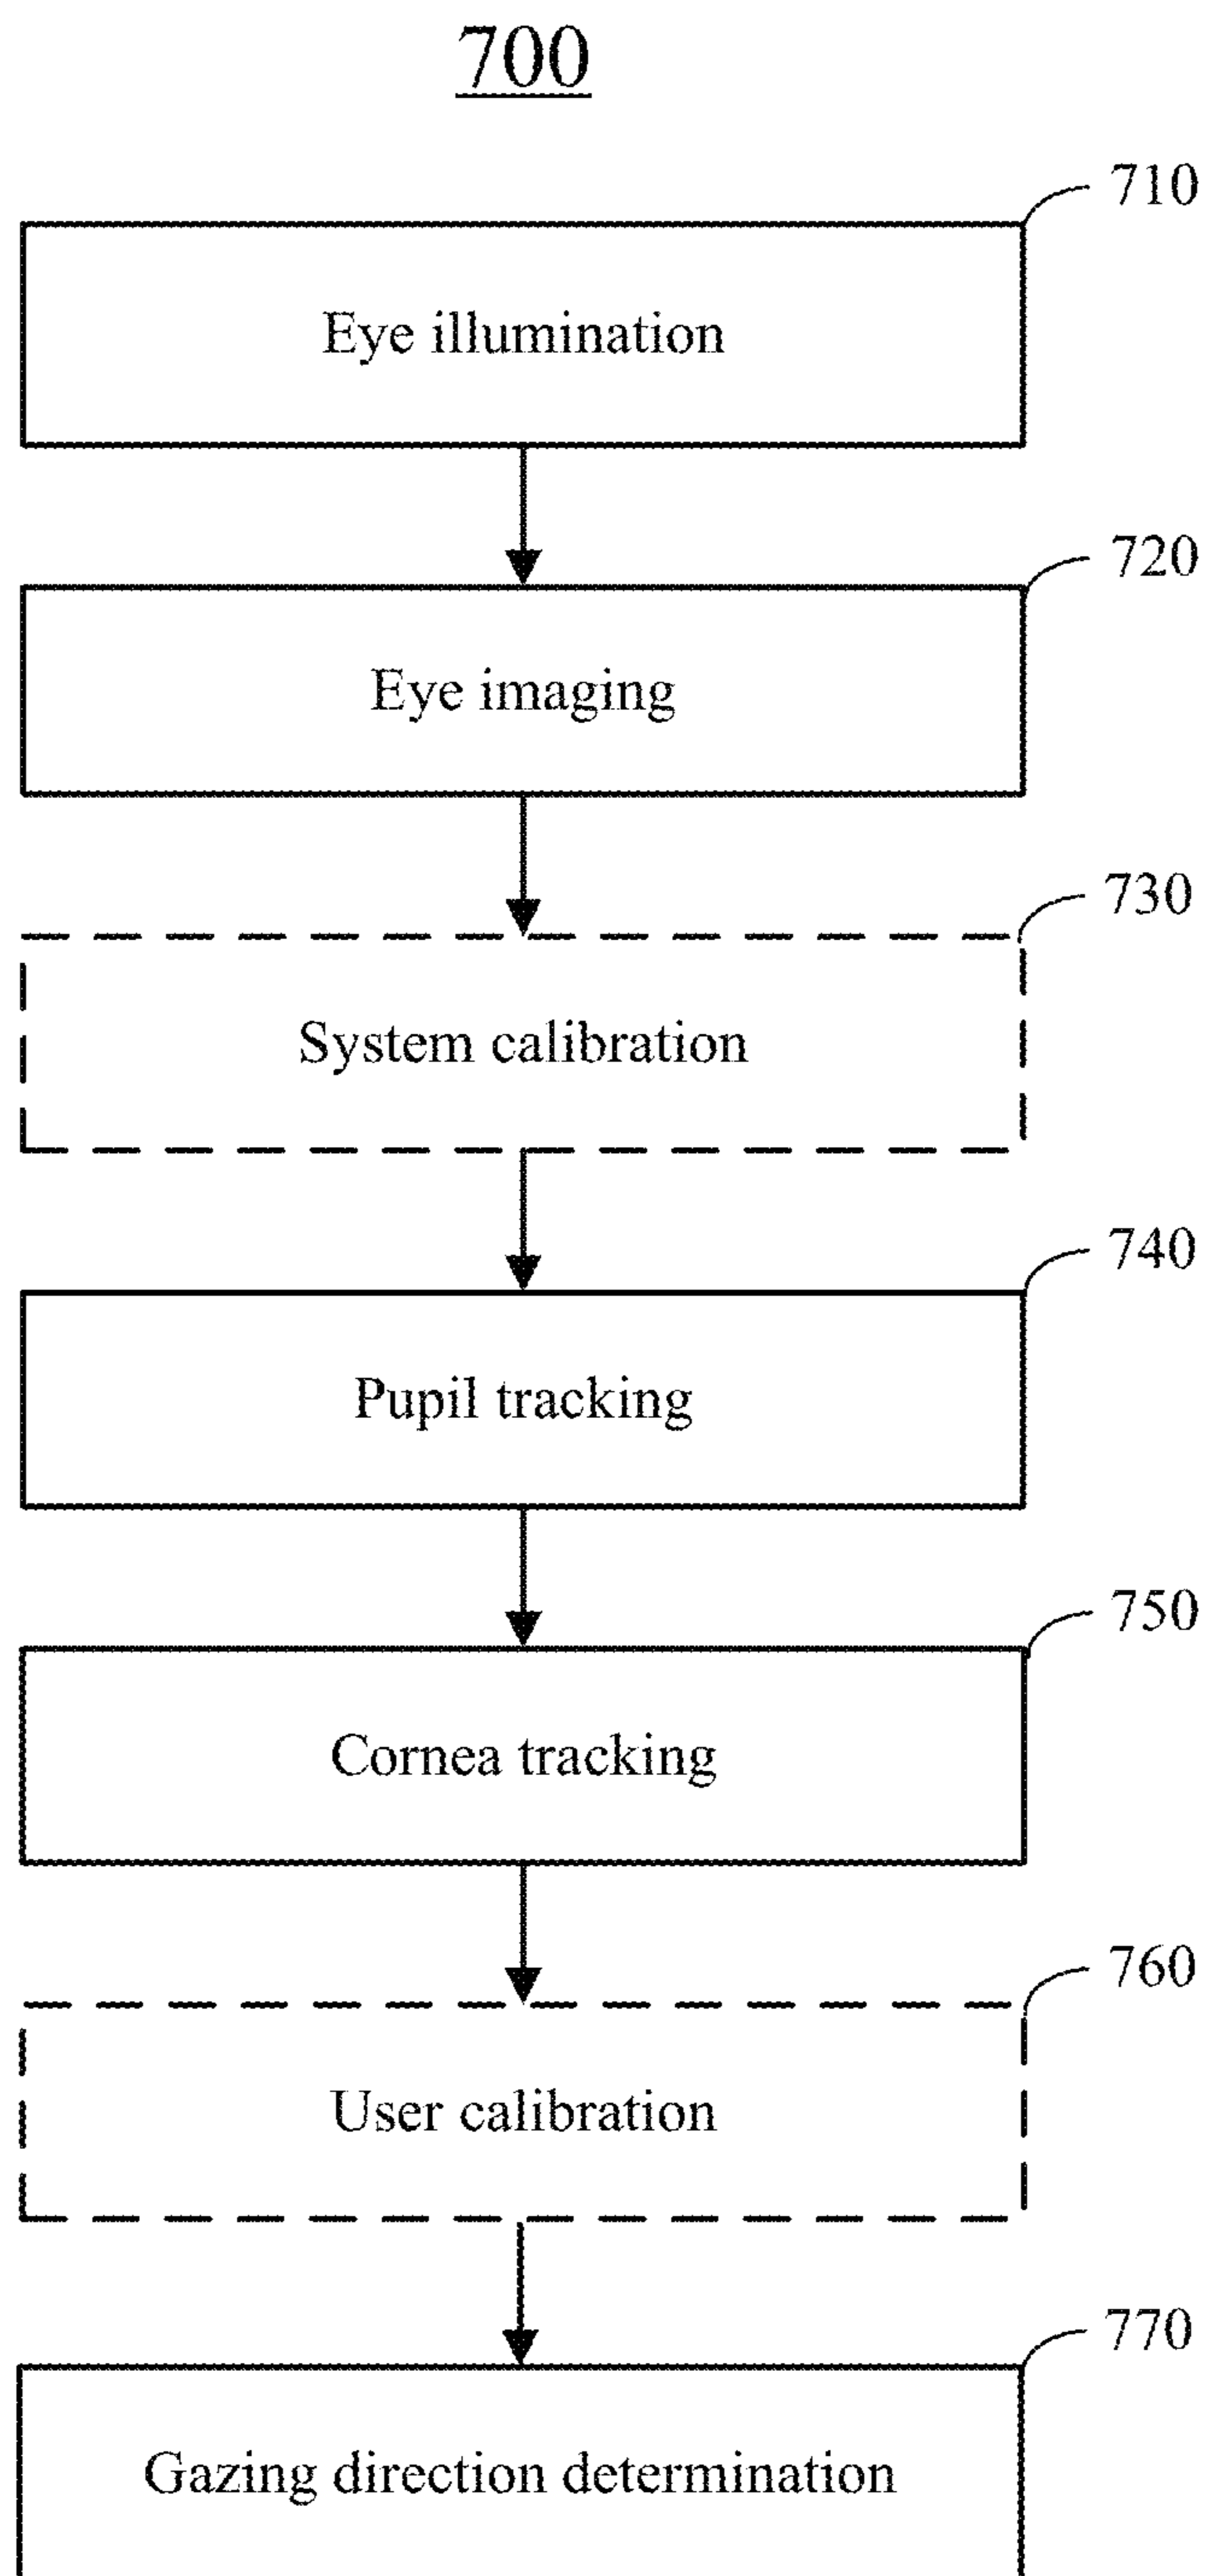 700
710
Eye illumination
720
Eye imaging
730
System calibration
740
Pupil tracking
750
Cornea tracking
760
User calibration
770
Gazing direction determination